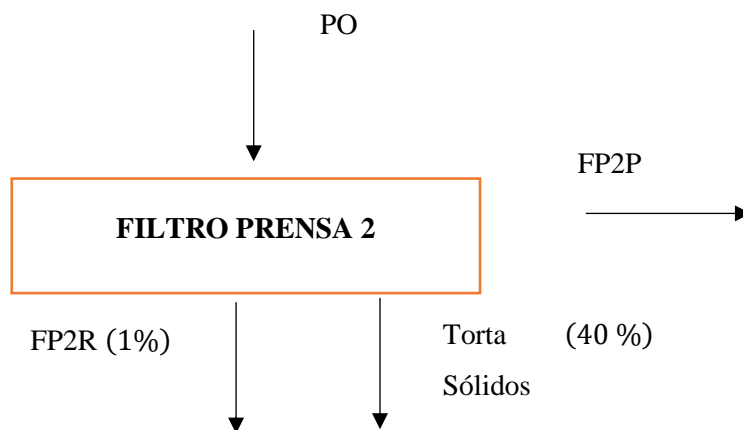 PO
FP2P
FILTRO PRENSA 2
FP2R (1%)
Torta (40 %)
Sólidos